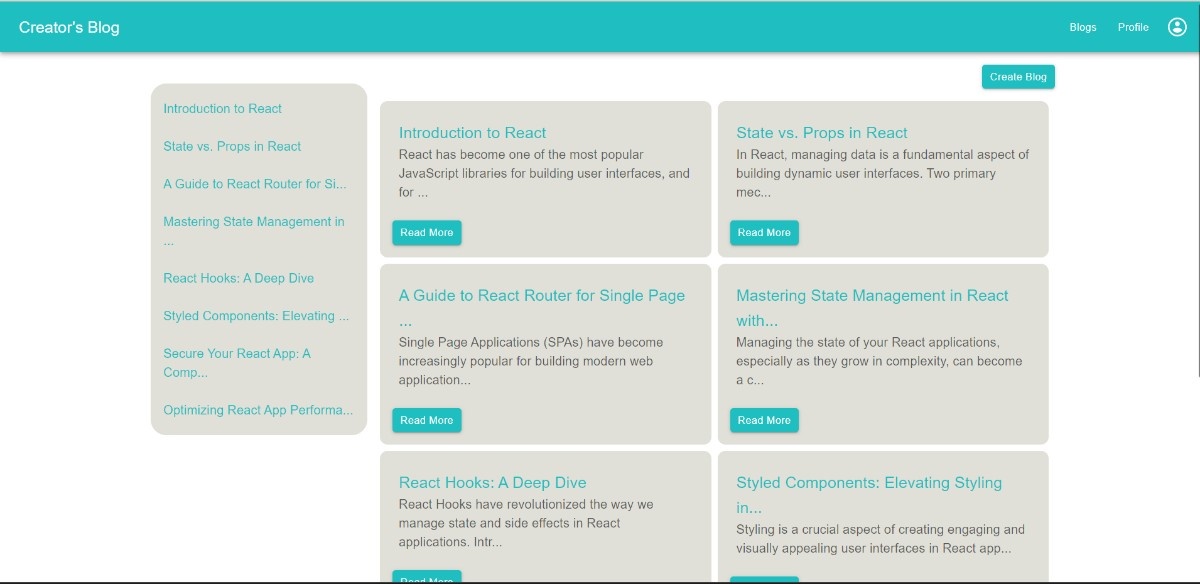 Creator's Blog
Blogs
Profile
Create Blog
Introduction to React
State vs. Props in React
A Guide to React Router for Si...
Mastering State Management in
...
React Hooks: A Deep Dive
Styled Components: Elevating ...
Secure Your React App: A
Comp...
Optimizing React App Performa...
Introduction to React
React has become one of the most popular
JavaScript libraries for building user interfaces, and
for ...
Read More
State vs. Props in React
In React, managing data is a fundamental aspect of
building dynamic user interfaces. Two primary
mec...
Read More
A Guide to React Router for Single Page
...
Single Page Applications (SPAs) have become
increasingly popular for building modern web
application...
Read More
Mastering State Management in React
with...
Managing the state of your React applications,
especially as they grow in complexity, can become
a c...
Read More
React Hooks: A Deep Dive
React Hooks have revolutionized the way we
manage state and side effects in React
applications. Intr...
Read More
Styled Components: Elevating Styling
in...
Styling is a crucial aspect of creating engaging and
visually appealing user interfaces in React app...